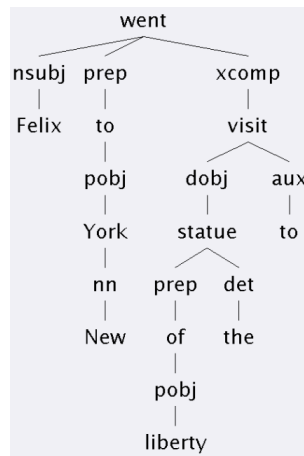 went
nsubj prep xcomp
Felix to visit
pobj dobj aux
York statue to
nn prep det
New of the
pobj
liberty